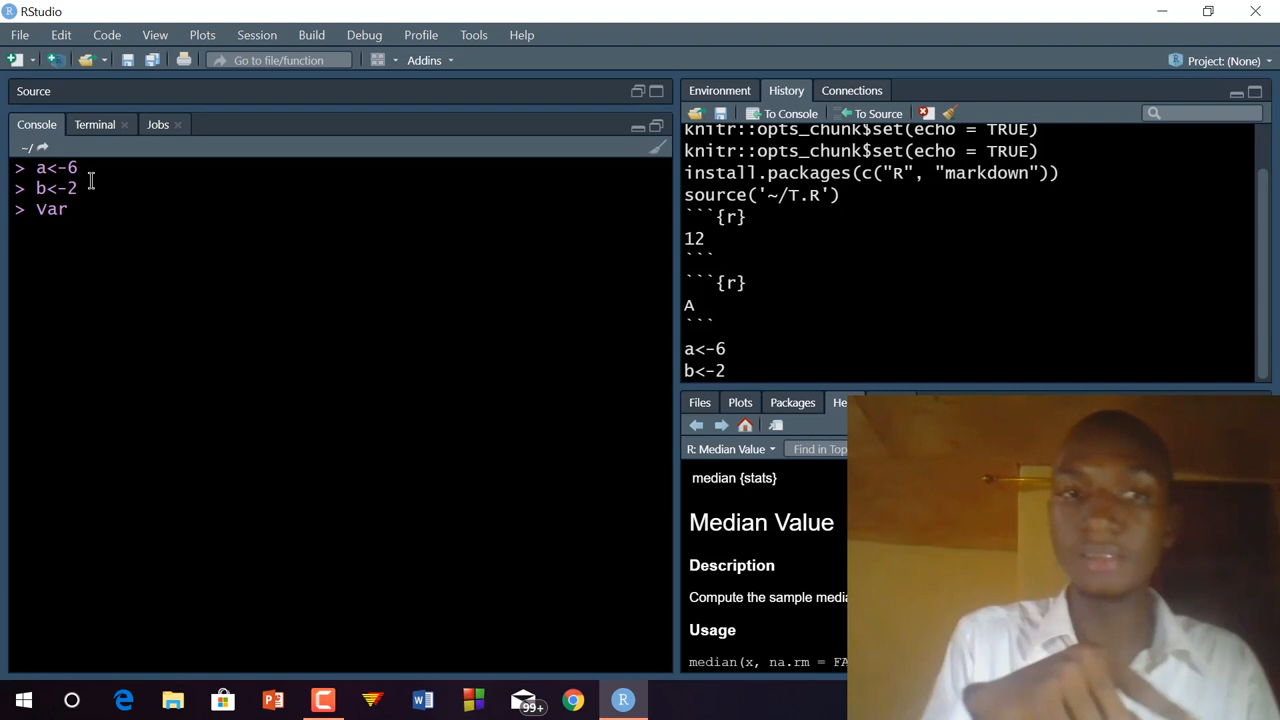 RStudio
File Edit Code View Plots Session Build Debug Profile Tools Help
Go to file/function Addins Project: (None)
Source
Console Terminal Jobs
~/
> a<-6
> b<-2
> Var
Environment History Connections
To Console To Source
knitr::opts_chunk$set(echo = TRUE)
knitr::opts_chunk$set(echo = TRUE)
install.packages(c("R", "markdown"))
source('~/T.R')
```{r}
12
```
```{r}
A
```
a<-6
b<-2
Files Plots Packages He
R: Median Value Find in Top
median {stats}
Median Value
Description
Compute the sample media
Usage
median(x, na.rm = FA
99+